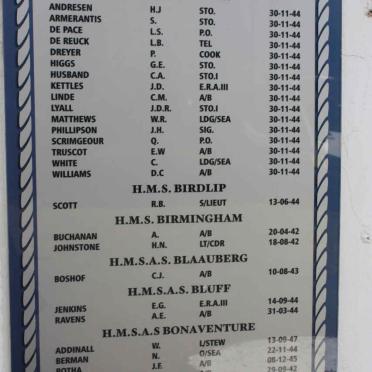 ANDRESEN H.J STO. 30-11-44
ARMERANTIS S. STO. 30-11-44
DE PACE L.S. P.O. 30-11-44
DE REUCK L.B. TEL 30-11-44
DREYER P. COOK 30-11-44
HIGGS G.E. STO. 30-11-44
HUSBAND C.A. STO.I 30-11-44
KETTLES J.D. E.R.A.III 30-11-44
LINDE C.M. A/B 30-11-44
LYALL J.D.R. STO.I 30-11-44
MATTHEWS W.R. LDG/SEA 30-11-44
PHILLIPSON J.H. SIG. 30-11-44
SCRIMGEOUR Q. P.O. 30-11-44
TRUSCOT E.W A/B 30-11-44
WHITE C. LDG/SEA 30-11-44
WILLIAMS D.C A/B 30-11-44
H.M.S. BIRDLIP
SCOTT R.B. S/LIEUT 13-06-44
H.M.S. BIRMINGHAM
BUCHANAN A. A/B 20-04-42
JOHNSTONE H.N. LT/CDR 18-08-42
H.M.S.A.S. BLAAUBERG
BOSHOF C.J. A/B 10-08-43
H.M.S.A.S. BLUFF
JENKINS E.G. E.R.A.III 14-09-44
RAVENS A.E. A/B 31-03-44
H.M.S.A.S BONAVENTURE
ADDINALL W. L/STEW 13-09-47
BERMAN N. O/SEA 22-11-44
BOTHA J.F. A/B